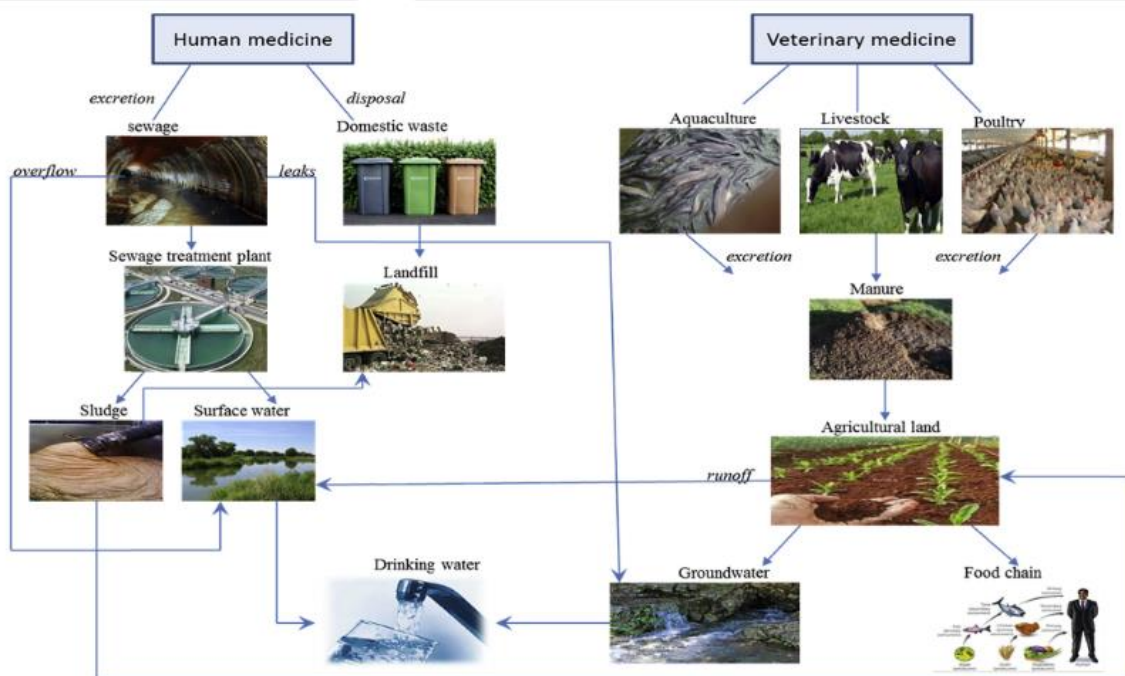 Human medicine
Veterinary medicine
excretion
disposal
sewage
Domestic waste
Aquaculture
Livestock
Poultry
overflow
leaks
Sewage treatment plant
Landfill
excretion
excretion
Manure
Sludge
Surface water
Agricultural land
runoff
Drinking water
Groundwater
Food chain